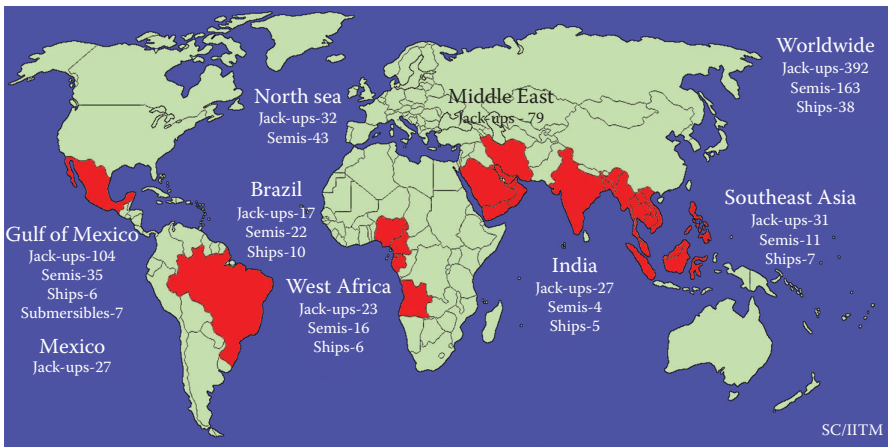 Worldwide
Jack-ups-392
Semis-163
Ships-38
North sea
Jack-ups-32
Semis-43
Middle East
Jack-ups -79
Brazil
Jack-ups-17
Semis-22
Ships-10
Southeast Asia
Jack-ups-31
Semis-11
Ships-7
Gulf of Mexico
Jack-ups-104
Semis-35
Ships-6
Submersibles-7
West Africa
Jack-ups-23
Semis-16
Ships-6
India
Jack-ups-27
Semis-4
Ships-5
Mexico
Jack-ups-27
SC/IITM